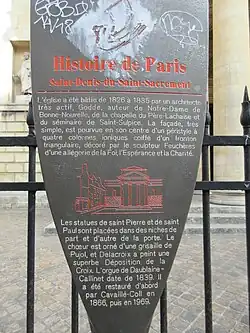 Histoire de Paris
Saint-Denis-du-Saint-Sacrement
L'église a été bâtie de 1826 à 1835 par un architecte
très actif, Godde, auteur de Notre-Dame de
Bonne-Nouvelle, de la chapelle du Père-Lachaise et
du séminaire de Saint-Sulpice. La façade, très
simple, est pourvue en son centre d'un péristyle à
quatre colonnes ioniques coiffé d'un fronton
triangulaire, décoré par le sculpteur Feuchères
d'une allégorie de la Foi, l'Espérance et la Charité.
Les statues de saint Pierre et de saint
Paul sont placées dans des niches de
part et d'autre de la porte. Le
chœur est orné d'une grisaille de
Pujol, et Delacroix a peint une
superbe Déposition de la
Croix. L'orgue de Daublaine-
Callinet date de 1839. Il
a été restauré d'abord
par Cavaillé-Coll en
1866, puis en 1969.